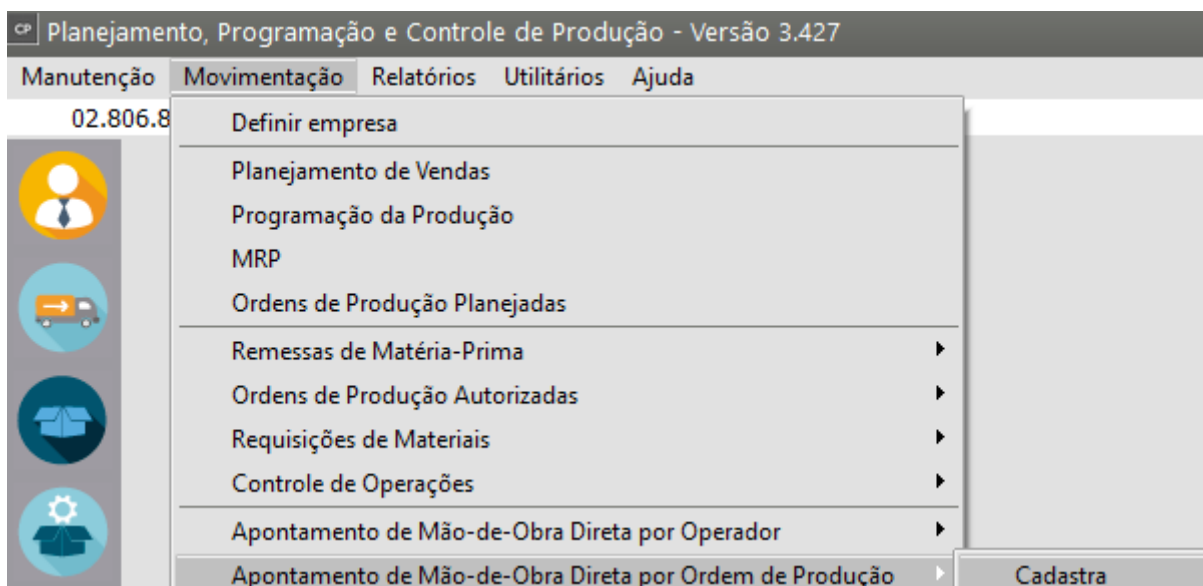 CP Planejamento, Programação e Controle de Produção - Versão 3.427
Manutenção Movimentação Relatórios Utilitários Ajuda
02.806.8
Definir empresa
Planejamento de Vendas
Programação da Produção
MRP
Ordens de Produção Planejadas
Remessas de Matéria-Prima
Ordens de Produção Autorizadas
Requisições de Materiais
Controle de Operações
Apontamento de Mão-de-Obra Direta por Operador
Apontamento de Mão-de-Obra Direta por Ordem de Produção Cadastra